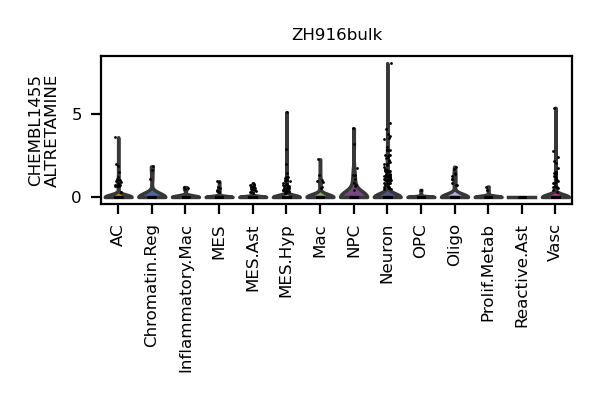 ZH916bulk
CHEMBL1455
ALTRETAMINE
5
0
AC
Chromatin.Reg
Inflammatory.Mac
MES
MES.Ast
MES.Hyp
Mac
NPC
Neuron
OPC
Oligo
Prolif.Metab
Reactive.Ast
Vasc